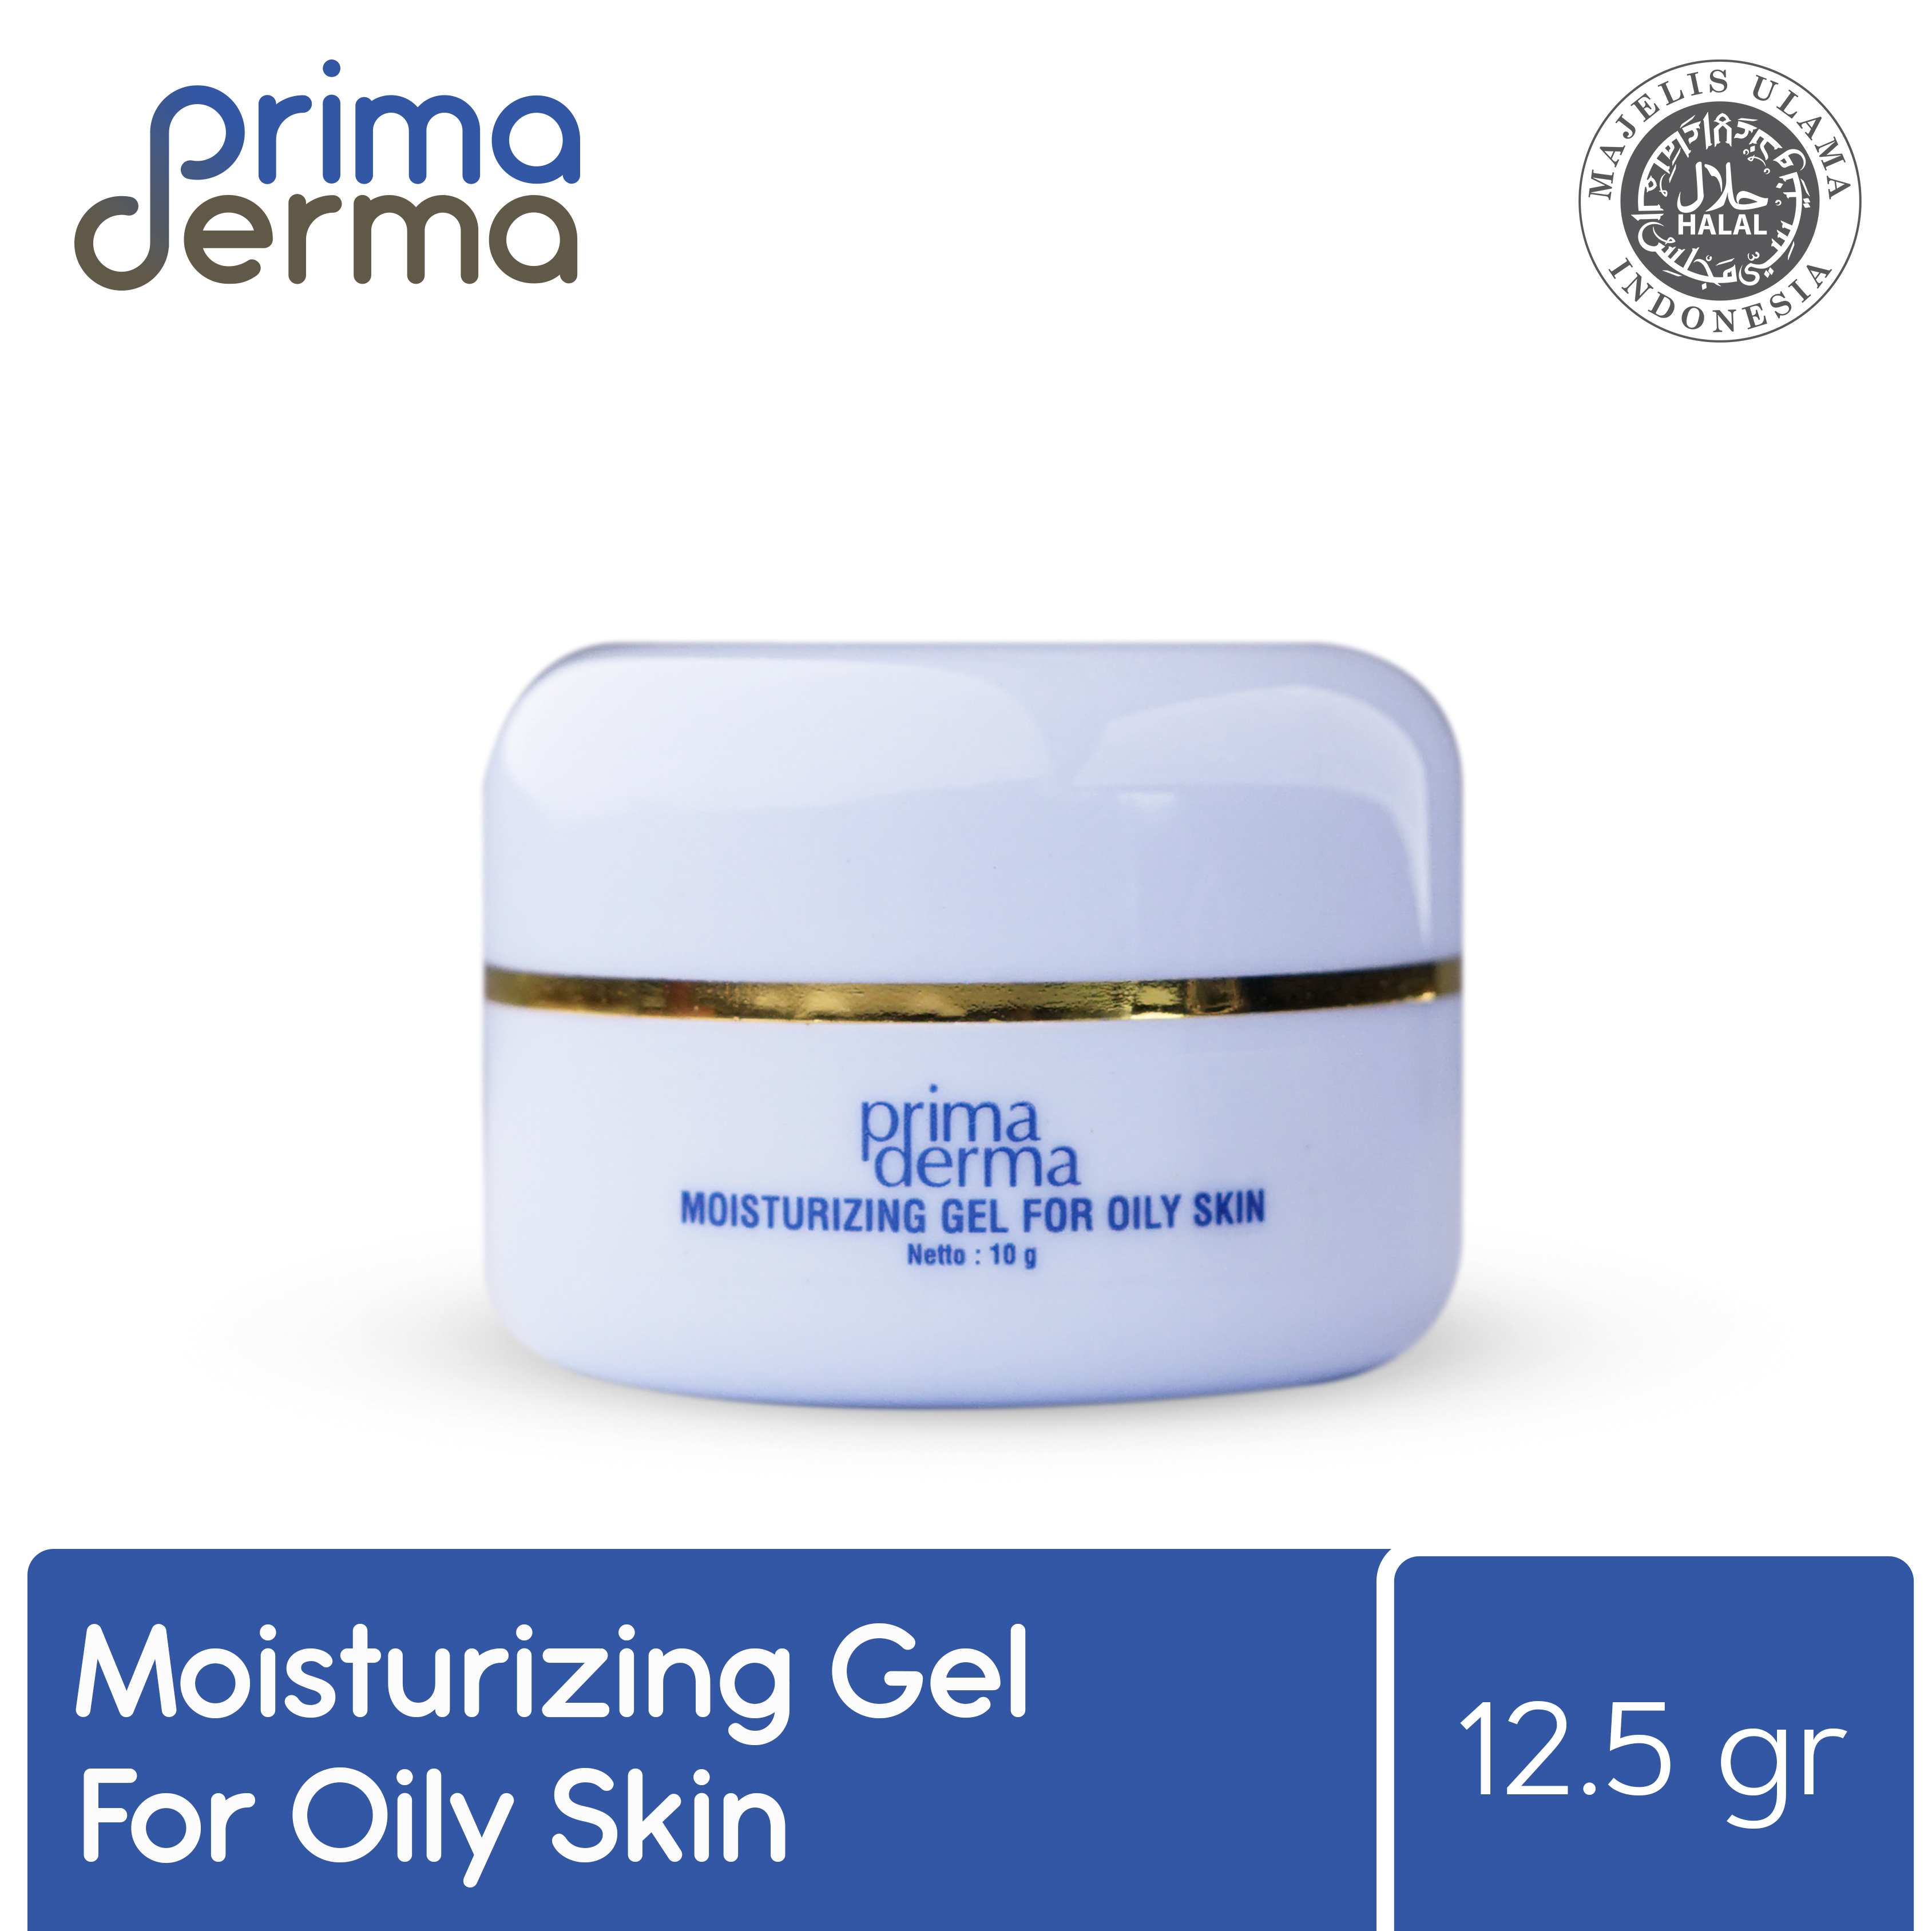 prima
derma
MAJELIS ULAMA
حلال
HALAL
INDONESIA
prima
derma
MOISTURIZING GEL FOR OILY SKIN
Netto : 10 g
Moisturizing Gel
For Oily Skin
12.5 gr